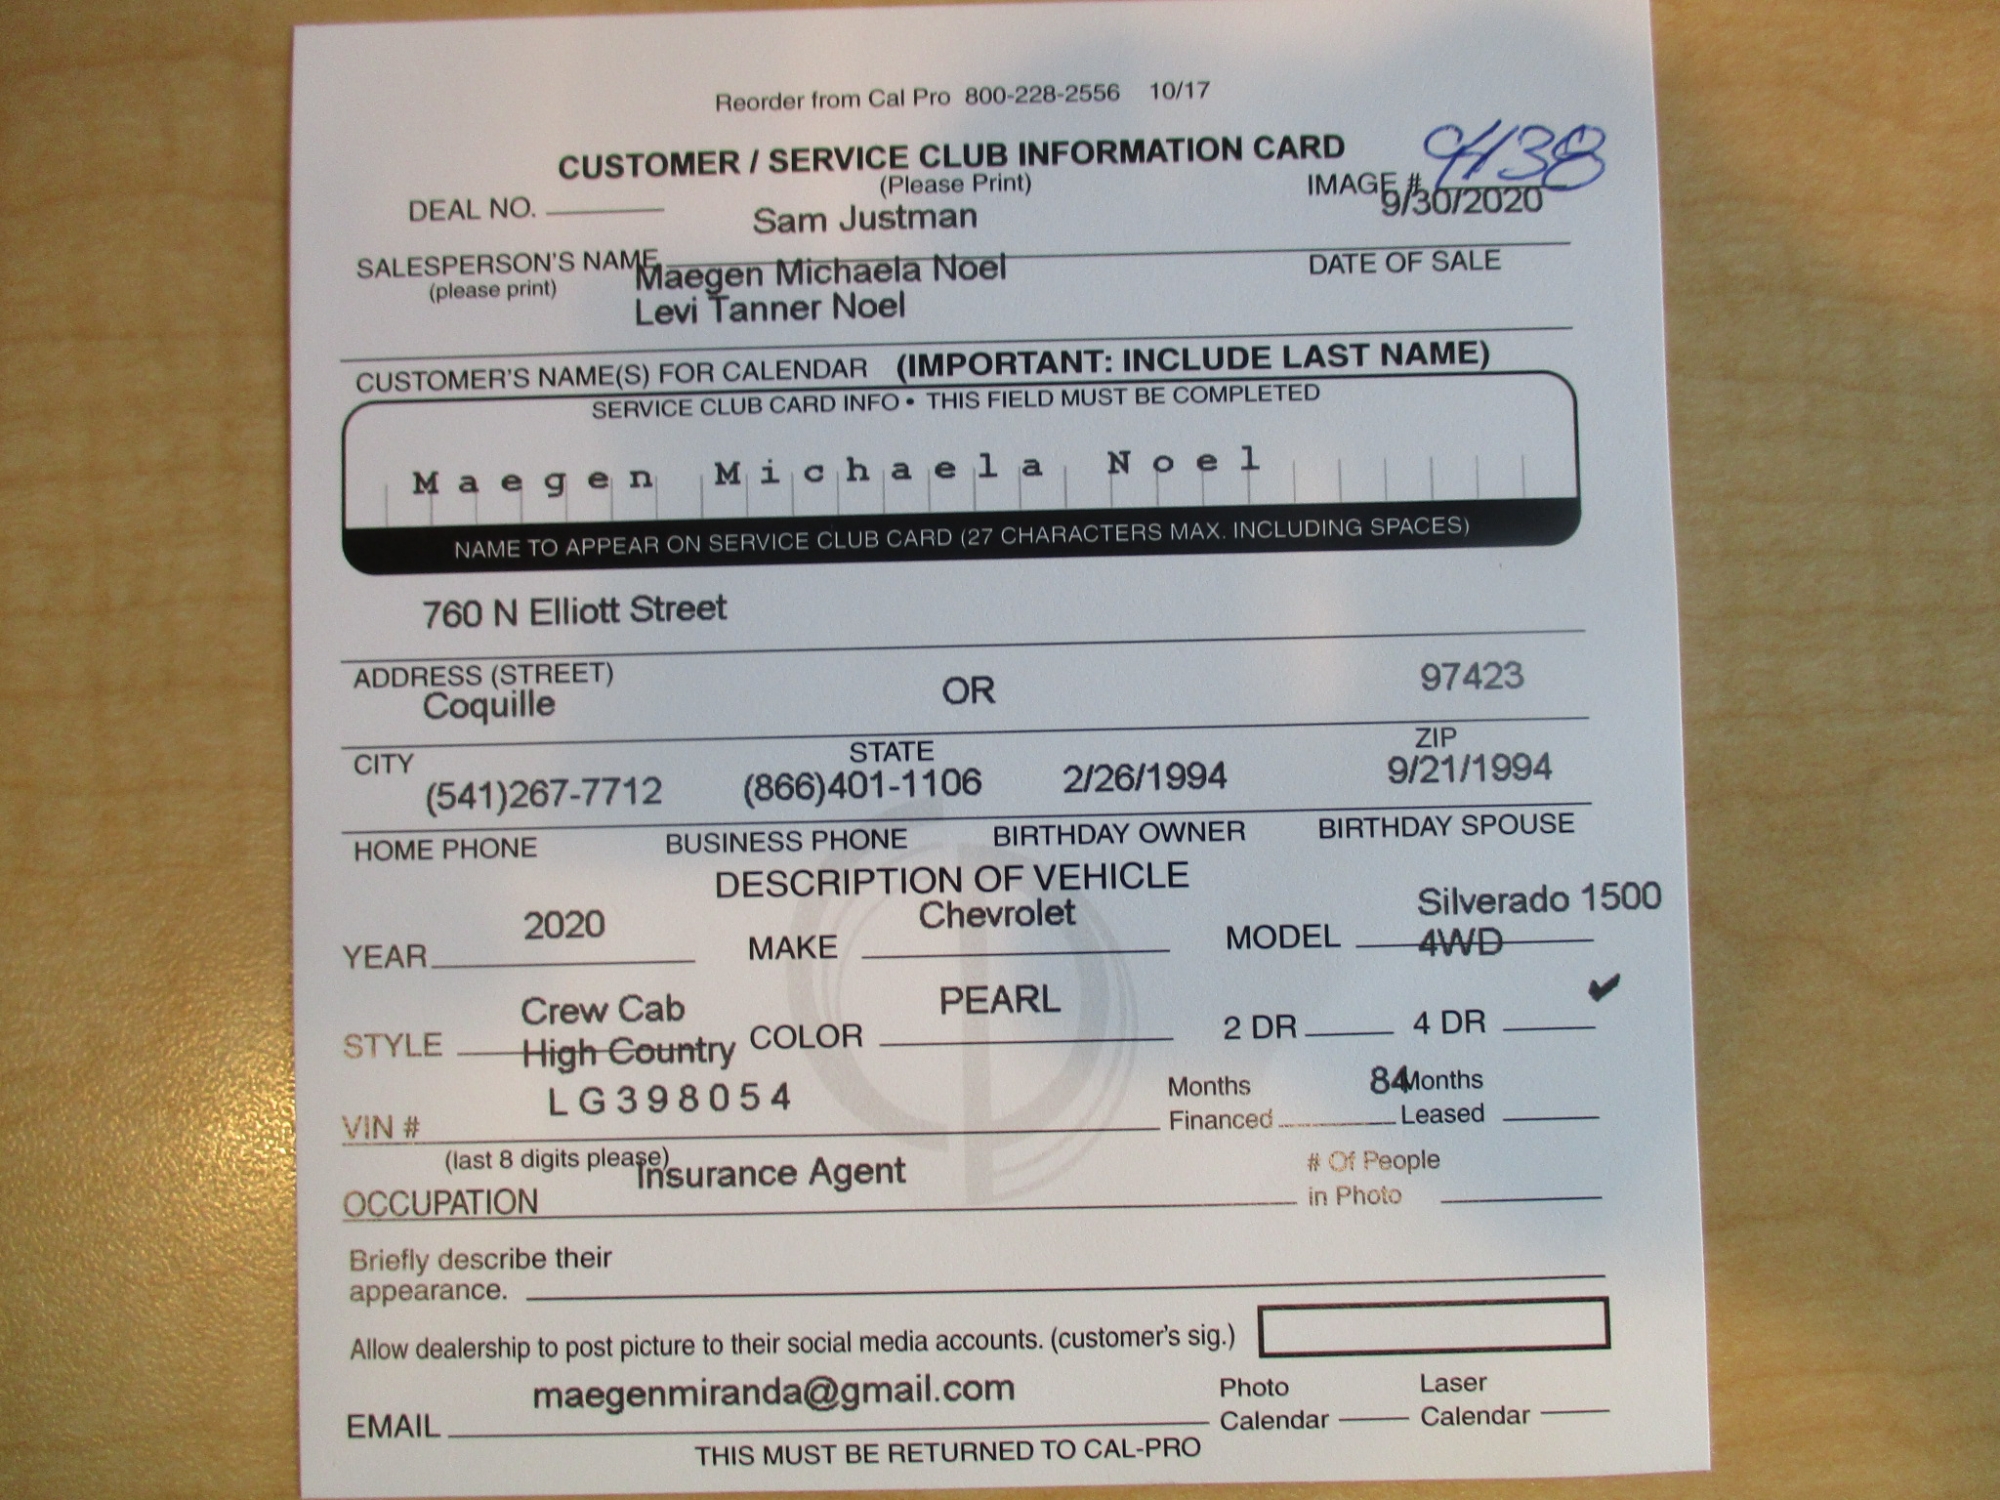 Reorder from Cal Pro 800-228-2556 10/17
CUSTOMER / SERVICE CLUB INFORMATION CARD
(Please Print)
IMAGE # 9138
DEAL NO.
Sam Justman 9/30/2020
SALESPERSON'S NAME DATE OF SALE
(please print)
Maegen Michaela Noel
Levi Tanner Noel
CUSTOMER'S NAME(S) FOR CALENDAR (IMPORTANT: INCLUDE LAST NAME)
SERVICE CLUB CARD INFO • THIS FIELD MUST BE COMPLETED
Maegen Michaela Noel
NAME TO APPEAR ON SERVICE CLUB CARD (27 CHARACTERS MAX. INCLUDING SPACES)
760 N Elliott Street
ADDRESS (STREET)
Coquille OR 97423
CITY STATE ZIP
(541)267-7712 (866)401-1106 2/26/1994 9/21/1994
HOME PHONE BUSINESS PHONE BIRTHDAY OWNER BIRTHDAY SPOUSE
DESCRIPTION OF VEHICLE
2020 Chevrolet Silverado 1500
YEAR MAKE MODEL 4WD
Crew Cab PEARL ✔
STYLE High Country COLOR 2 DR 4 DR
LG398054 Months 84 Months
VIN # Financed Leased
(last 8 digits please)
Insurance Agent # Of People
OCCUPATION in Photo
Briefly describe their
appearance.
Allow dealership to post picture to their social media accounts. (customer's sig.)
maegenmiranda@gmail.com Photo Laser
EMAIL Calendar Calendar
THIS MUST BE RETURNED TO CAL-PRO